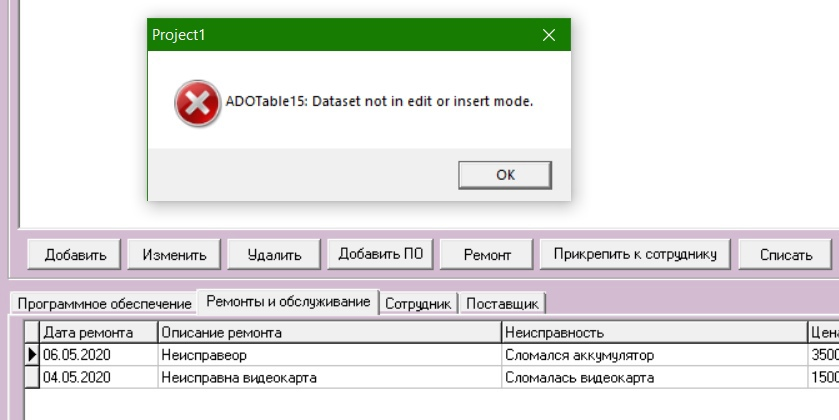 Project1
ADOTable15: Dataset not in edit or insert mode.
OK
Добавить Изменить Удалить Добавить ПО Ремонт Прикрепить к сотруднику Списать
Программное обеспечение Ремонты и обслуживание Сотрудник Поставщик
Дата ремонта Описание ремонта Неисправность Цена
06.05.2020 Неисправеор Сломался аккумулятор 3500
04.05.2020 Неисправна видеокарта Сломалась видеокарта 1500